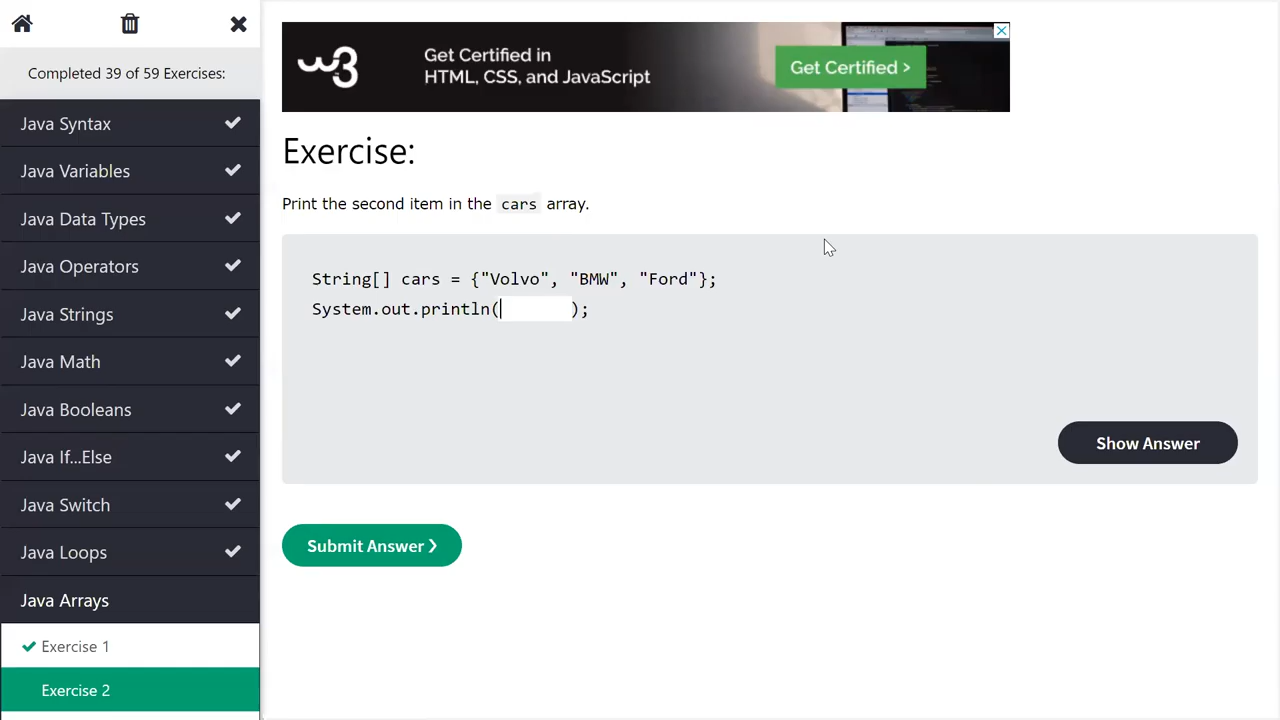 Completed 39 of 59 Exercises:
Java Syntax
Java Variables
Java Data Types
Java Operators
Java Strings
Java Math
Java Booleans
Java If...Else
Java Switch
Java Loops
Java Arrays
Exercise 1
Exercise 2
w3
Get Certified in
HTML, CSS, and JavaScript
Get Certified >
Exercise:
Print the second item in the cars array.
String[] cars = {"Volvo", "BMW", "Ford"};
System.out.println( );
Show Answer
Submit Answer ❯